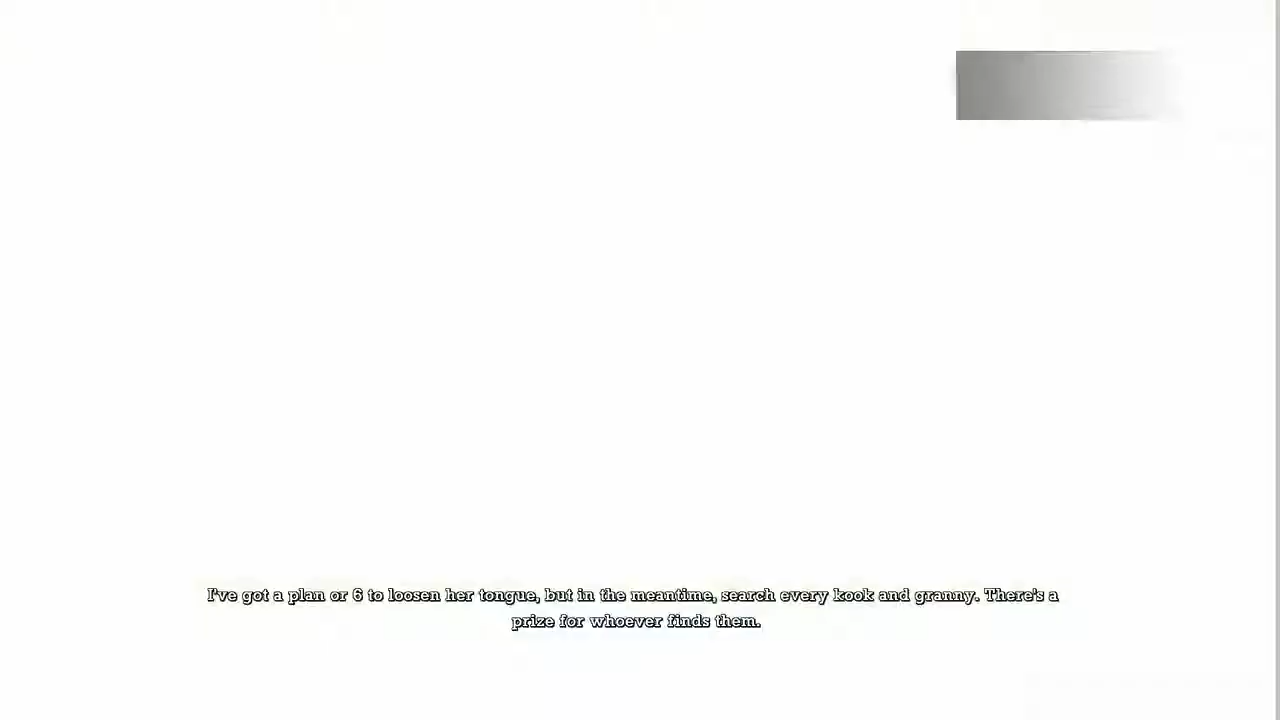 I've got a plan or 6 to loosen her tongue, but in the meantime, search every kook and granny. There's a
prize for whoever finds them.